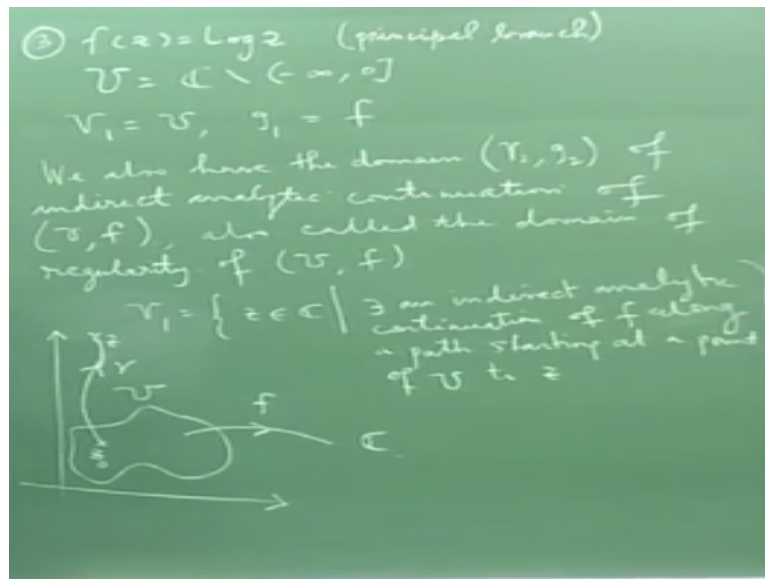 ③ f(z) = Log z (principal branch)
U = ℂ \ (-∞, 0]
V₁ = U, g₁ = f
We also have the domain (V₂, g₂) of
indirect analytic continuation of
(U, f), also called the domain of
regularity of (U, f)
V₁ = { z ∈ ℂ | ∃ an indirect analytic
continuation of f along
a path starting at a point
of U to z
z
γ
U
f
z₀
ℂ